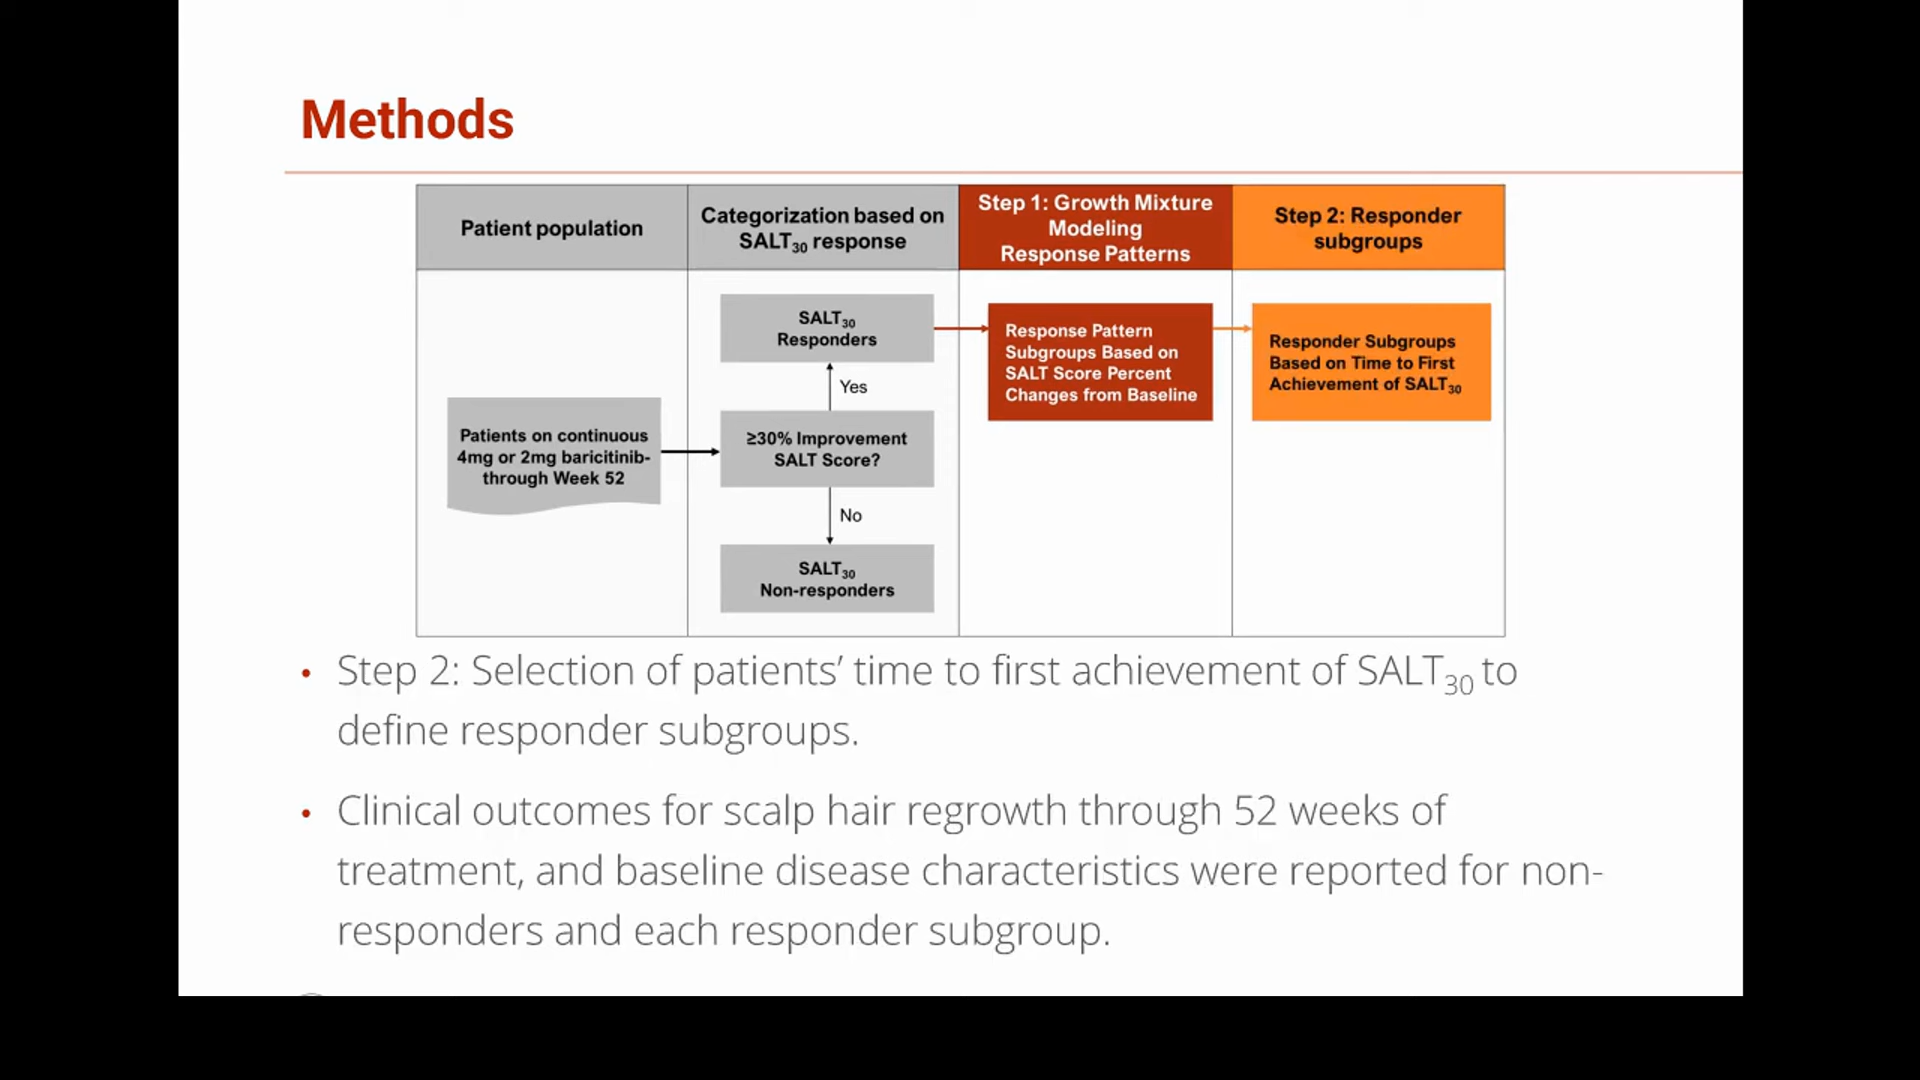 Methods
Patient population
Categorization based on
SALT30 response
Step 1: Growth Mixture
Modeling
Response Patterns
Step 2: Responder
subgroups
Patients on continuous
4mg or 2mg baricitinib-
through Week 52
SALT30
Responders
Yes
≥30% Improvement
SALT Score?
No
SALT30
Non-responders
Response Pattern
Subgroups Based on
SALT Score Percent
Changes from Baseline
Responder Subgroups
Based on Time to First
Achievement of SALT30
• Step 2: Selection of patients’ time to first achievement of SALT30 to
define responder subgroups.
• Clinical outcomes for scalp hair regrowth through 52 weeks of
treatment, and baseline disease characteristics were reported for non-
responders and each responder subgroup.